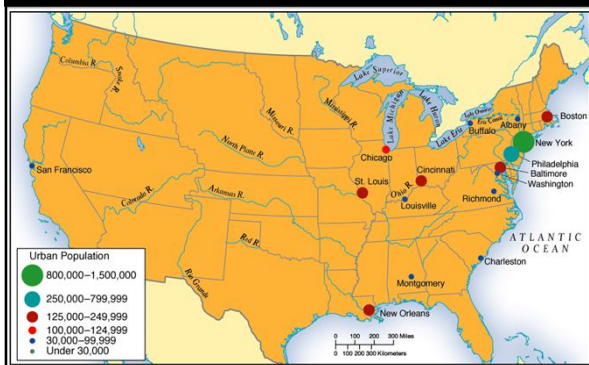 Columbia R.
Snake R.
Missouri R.
Mississippi R.
Lake Superior
Lake Michigan
Lake Huron
Lake Ontario
Erie Canal
Lake Erie
Buffalo
Albany
Boston
New York
Philadelphia
Baltimore
Washington
North Platte R.
Chicago
Cincinnati
San Francisco
St. Louis
Ohio R.
Louisville
Richmond
Colorado R.
Arkansas R.
Red R.
Rio Grande
ATLANTIC
OCEAN
Charleston
Montgomery
New Orleans
Urban Population
800,000–1,500,000
250,000–799,999
125,000–249,999
100,000–124,999
30,000–99,999
Under 30,000
0 100 200 300 Miles
0 100 200 300 Kilometers